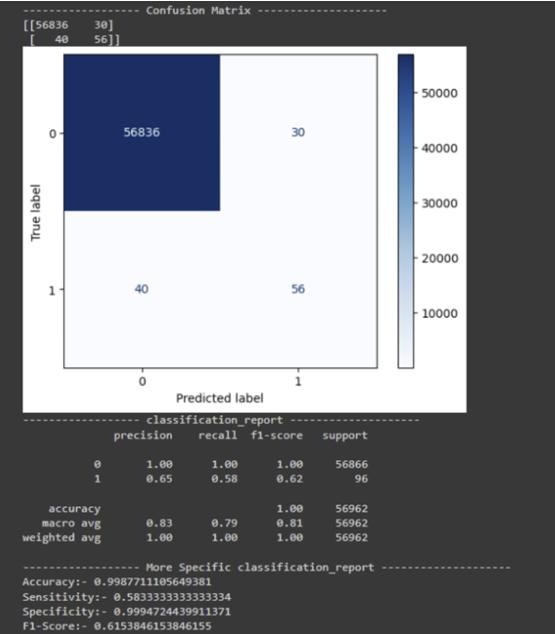 ------------------ Confusion Matrix --------------------
[[56836    30]
 [   40    56]]
50000
0
56836
30
40000
30000
True label
20000
1
40
56
10000
0
1
Predicted label
------------------ classification_report --------------------
precision    recall  f1-score   support
0       1.00      1.00      1.00     56866
1       0.65      0.58      0.62        96
accuracy                           1.00     56962
macro avg       0.83      0.79      0.81     56962
weighted avg       1.00      1.00      1.00     56962
------------------ More Specific classification_report --------------------
Accuracy:- 0.9987711105649381
Sensitivity:- 0.5833333333333334
Specificity:- 0.9994724439911371
F1-Score:- 0.6153846153846155